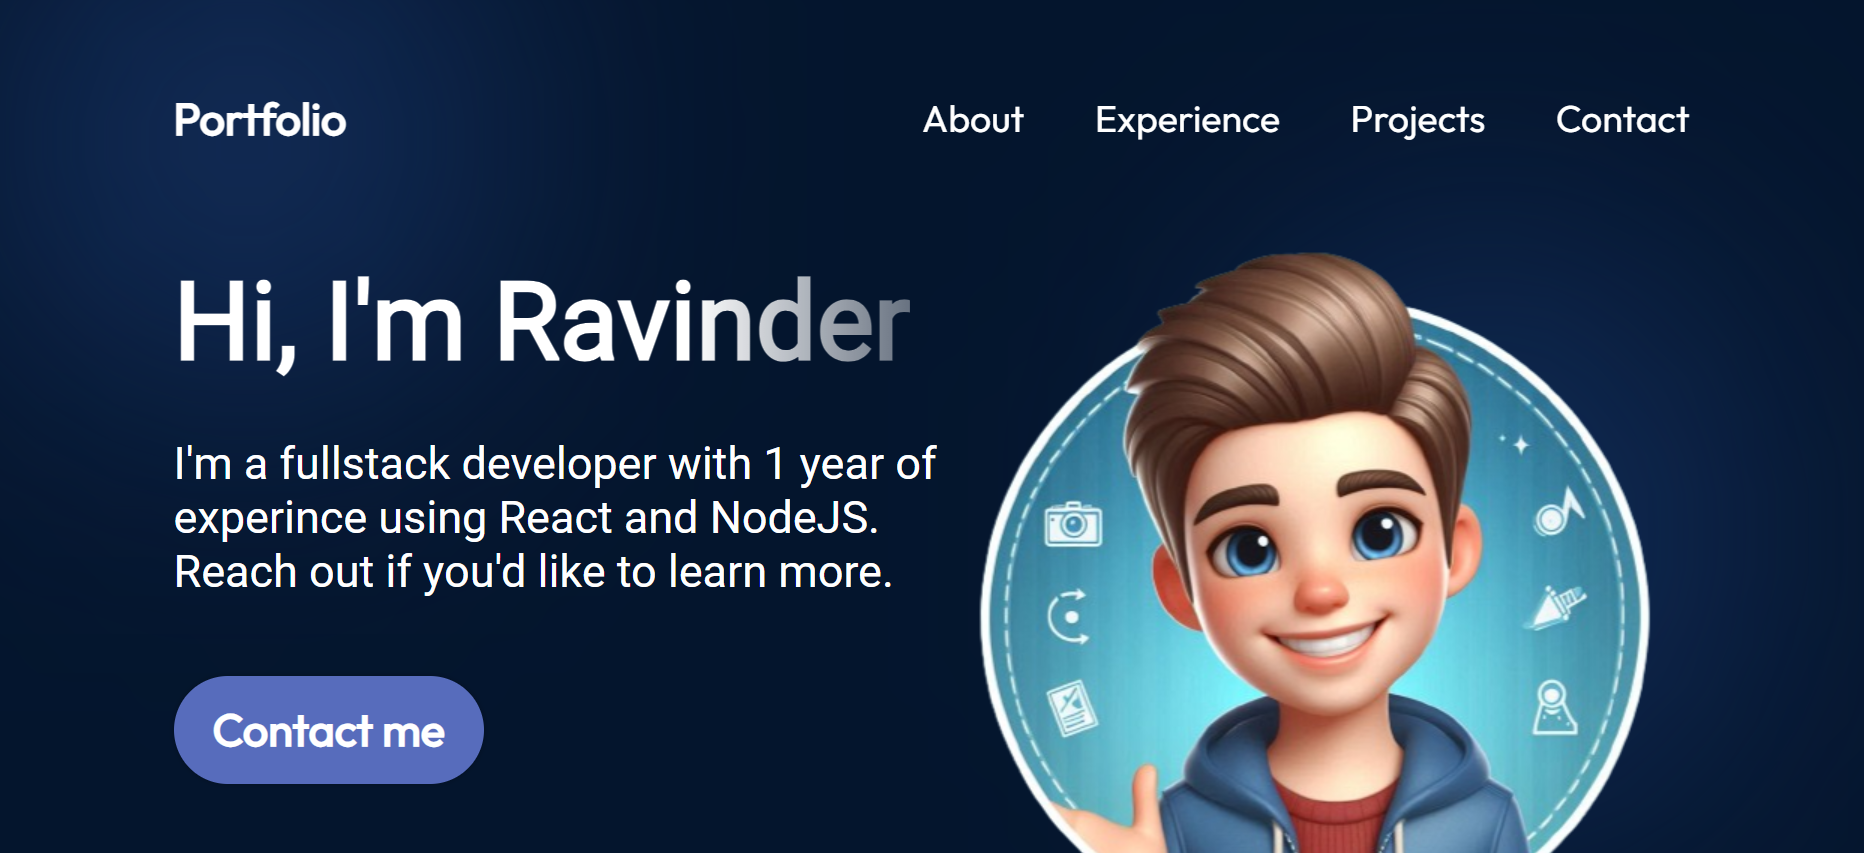 Portfolio
About Experience Projects Contact
Hi, I'm Ravinder
I'm a fullstack developer with 1 year of
experince using React and NodeJS.
Reach out if you'd like to learn more.
Contact me